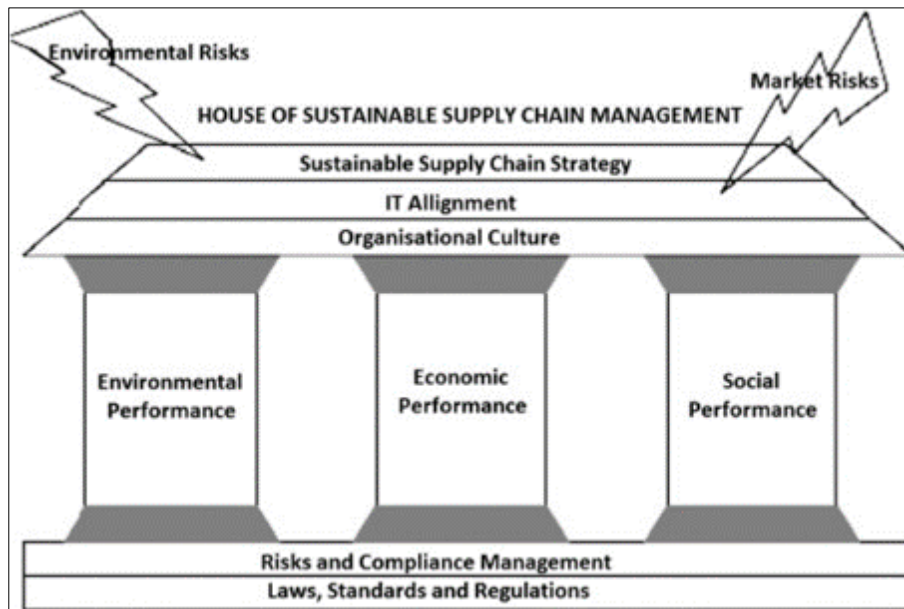 Environmental Risks
Market Risks
HOUSE OF SUSTAINABLE SUPPLY CHAIN MANAGEMENT
Sustainable Supply Chain Strategy
IT Allignment
Organisational Culture
Environmental
Performance
Economic
Performance
Social
Performance
Risks and Compliance Management
Laws, Standards and Regulations